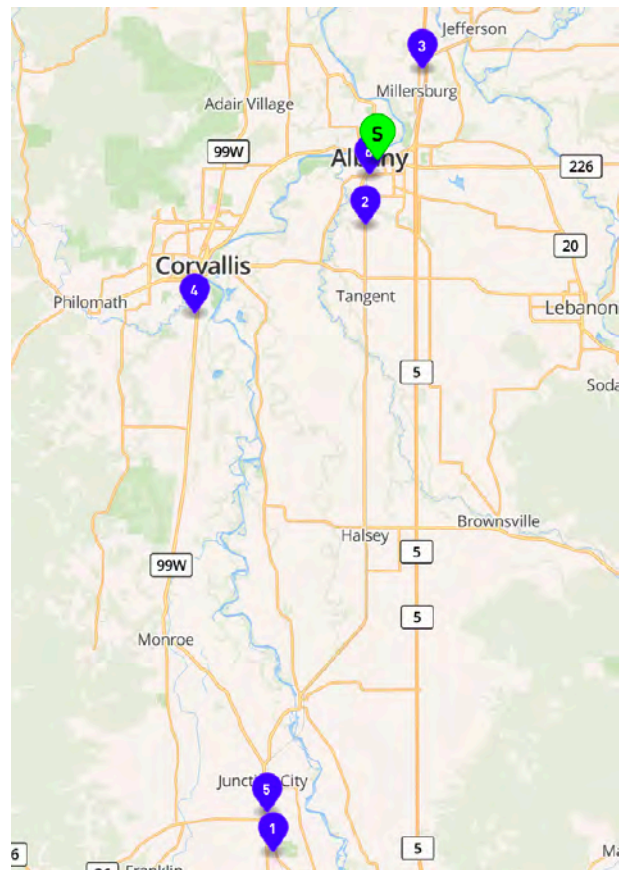 Jefferson
3
Millersburg
Adair Village
99W
S
6
Albany
226
2
20
Corvallis
4
Philomath
Tangent
Lebanon
5
Soda
Brownsville
Halsey
5
99W
5
Monroe
Junction City
5
1
5
Franklin